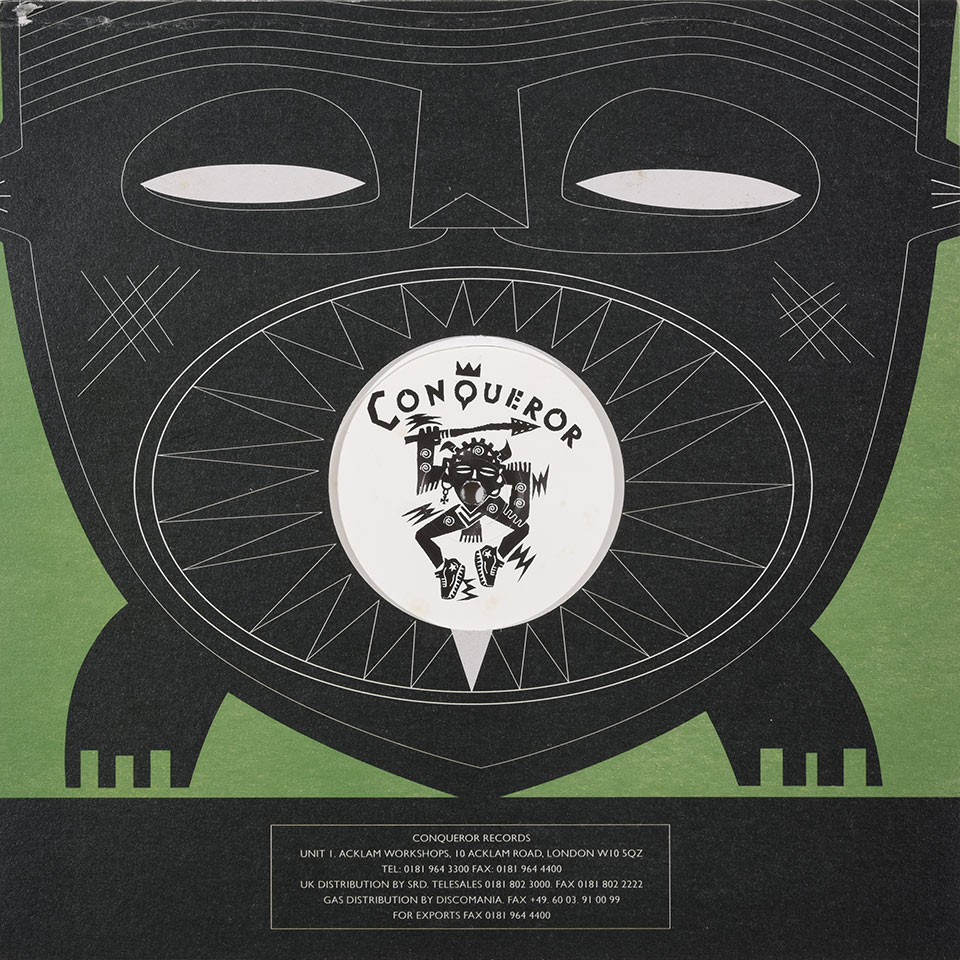 CONQUEROR
CONQUEROR RECORDS
UNIT 1. ACKLAM WORKSHOPS, 10 ACKLAM ROAD, LONDON W10 5QZ
TEL: 0181 964 3300 FAX: 0181 964 4400
UK DISTRIBUTION BY SRD. TELESALES 0181 802 3000. FAX 0181 802 2222
GAS DISTRIBUTION BY DISCOMANIA. FAX +49. 60 03. 91 00 99
FOR EXPORTS FAX 0181 964 4400